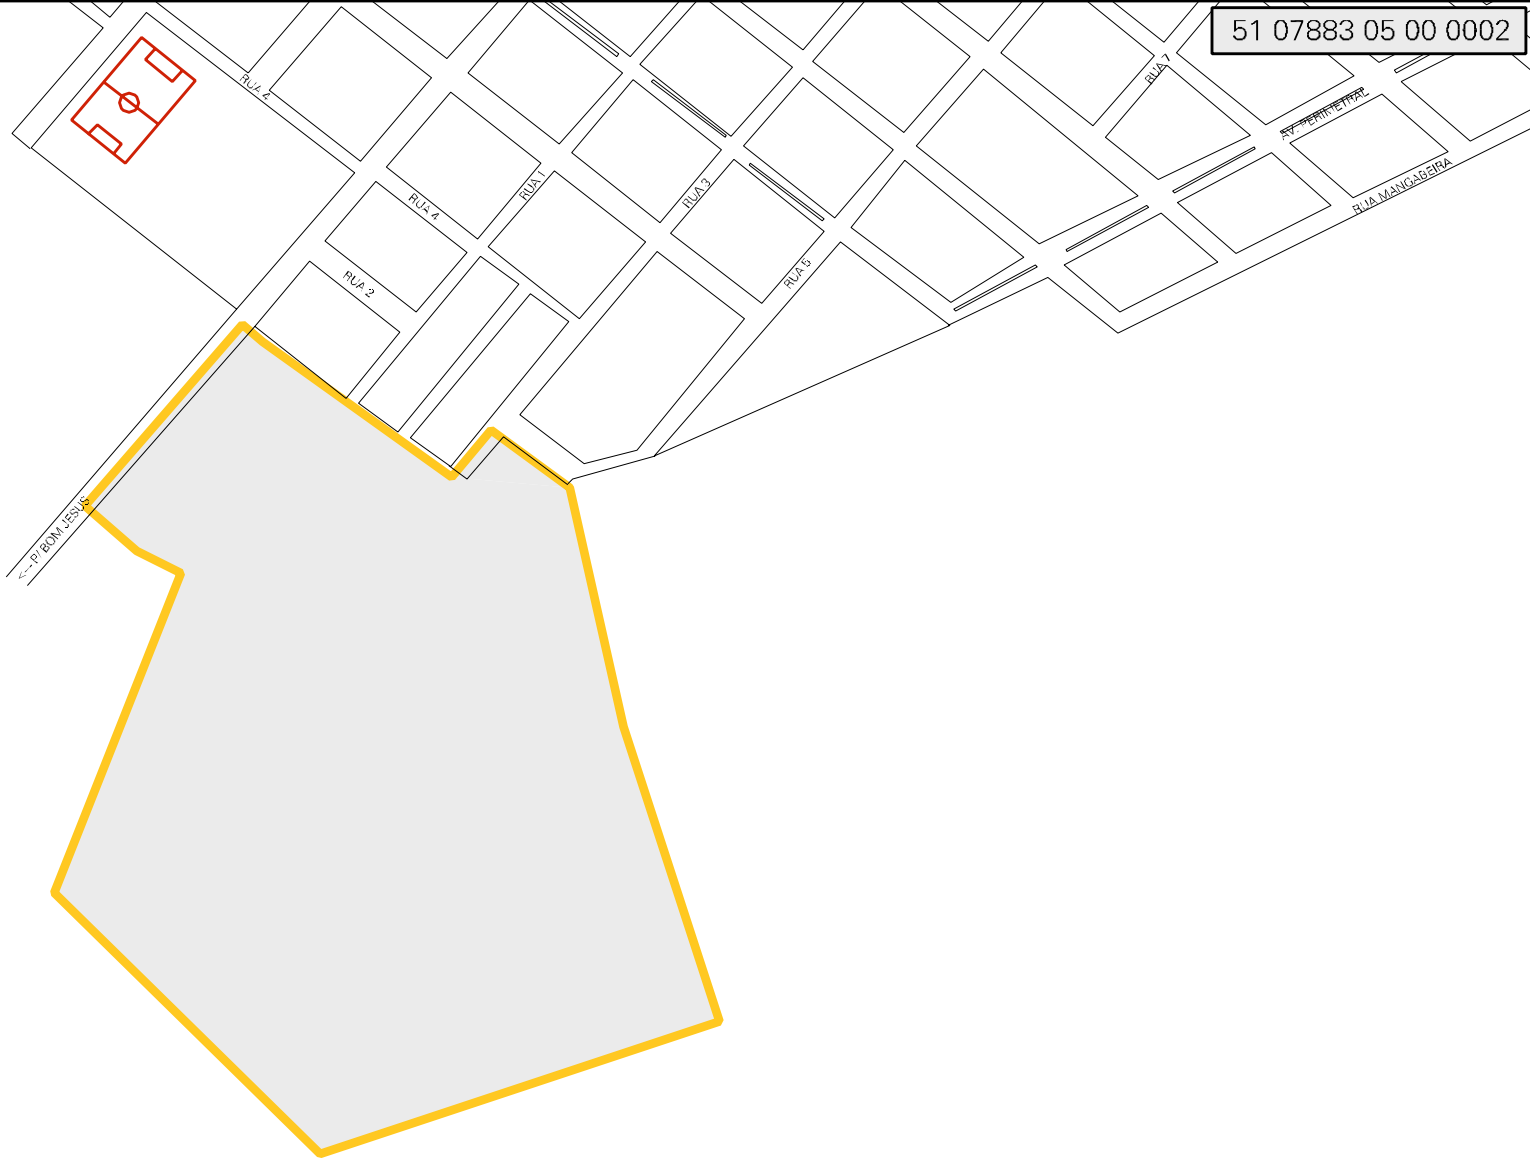 51 07883 05 00 0002
RUA 7
RUA 4
AV. PERIMETRAL
RUA MANGABEIRA
RUA 1
RUA 3
RUA 4
RUA 5
RUA 2
<-- P/ BOM JESUS